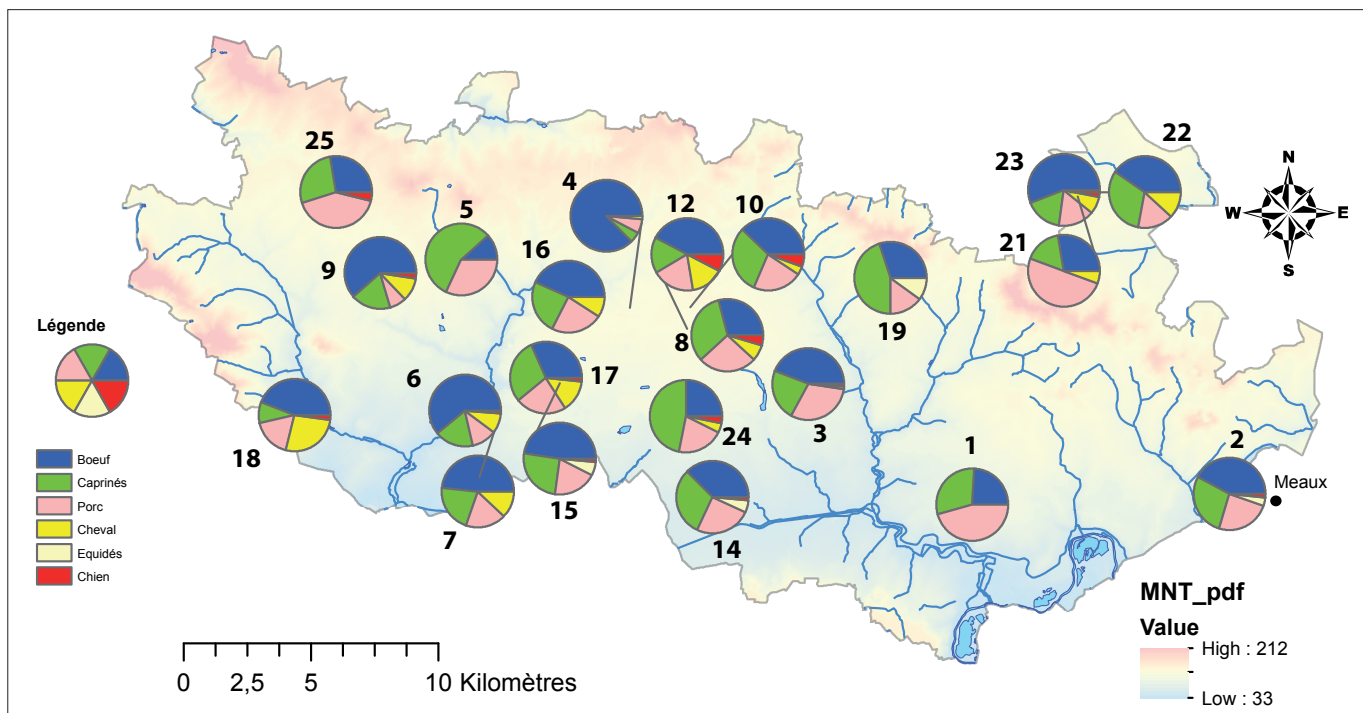 22
23
25
4
12
10
N
W E
S
5
16
9
21
19
8
6
17
18
24
3
1
2
Meaux
15
14
7
Légende
Boeuf
Caprinés
Porc
Cheval
Equidés
Chien
MNT_pdf
Value
High : 212
Low : 33
0 2,5 5 10 Kilomètres